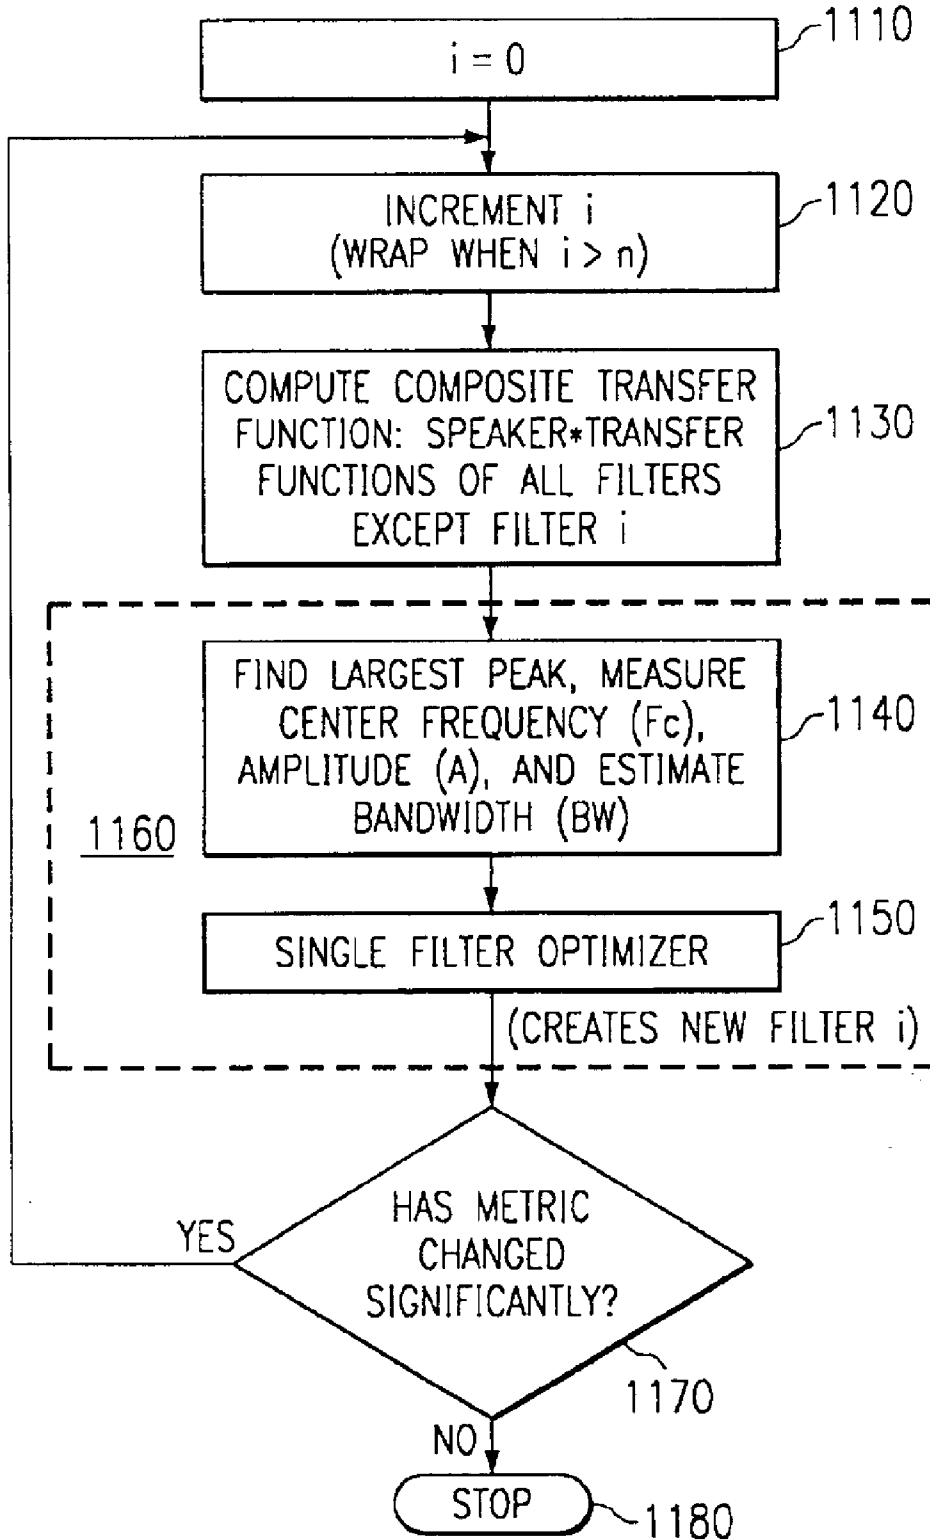 1110
i = 0
1120
INCREMENT i
(WRAP WHEN i > n)
COMPUTE COMPOSITE TRANSFER
FUNCTION: SPEAKER*TRANSFER
FUNCTIONS OF ALL FILTERS
EXCEPT FILTER i
1130
FIND LARGEST PEAK, MEASURE
CENTER FREQUENCY (Fc),
AMPLITUDE (A), AND ESTIMATE
BANDWIDTH (BW)
1140
1160
1150
SINGLE FILTER OPTIMIZER
(CREATES NEW FILTER i)
HAS METRIC
CHANGED
SIGNIFICANTLY?
YES
1170
NO
STOP
1180